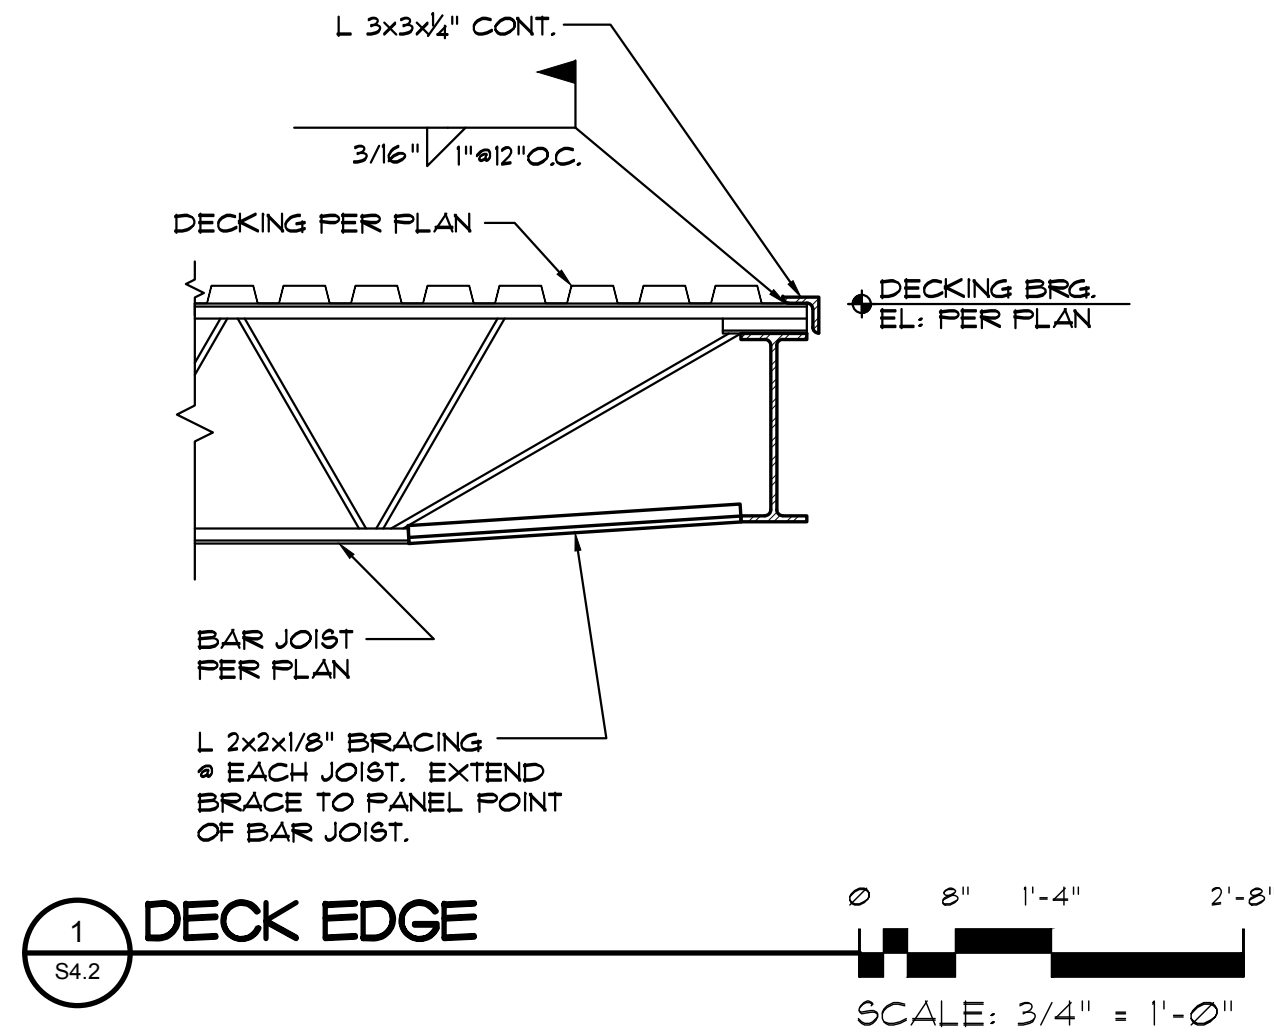 L 3x3x1/4" CONT.
3/16" 1"@12"O.C.
DECKING PER PLAN
DECKING BRG.
EL: PER PLAN
BAR JOIST
PER PLAN
L 2x2x1/8" BRACING
@ EACH JOIST. EXTEND
BRACE TO PANEL POINT
OF BAR JOIST.
1
S4.2
DECK EDGE
0 8" 1'-4" 2'-8"
SCALE: 3/4" = 1'-0"